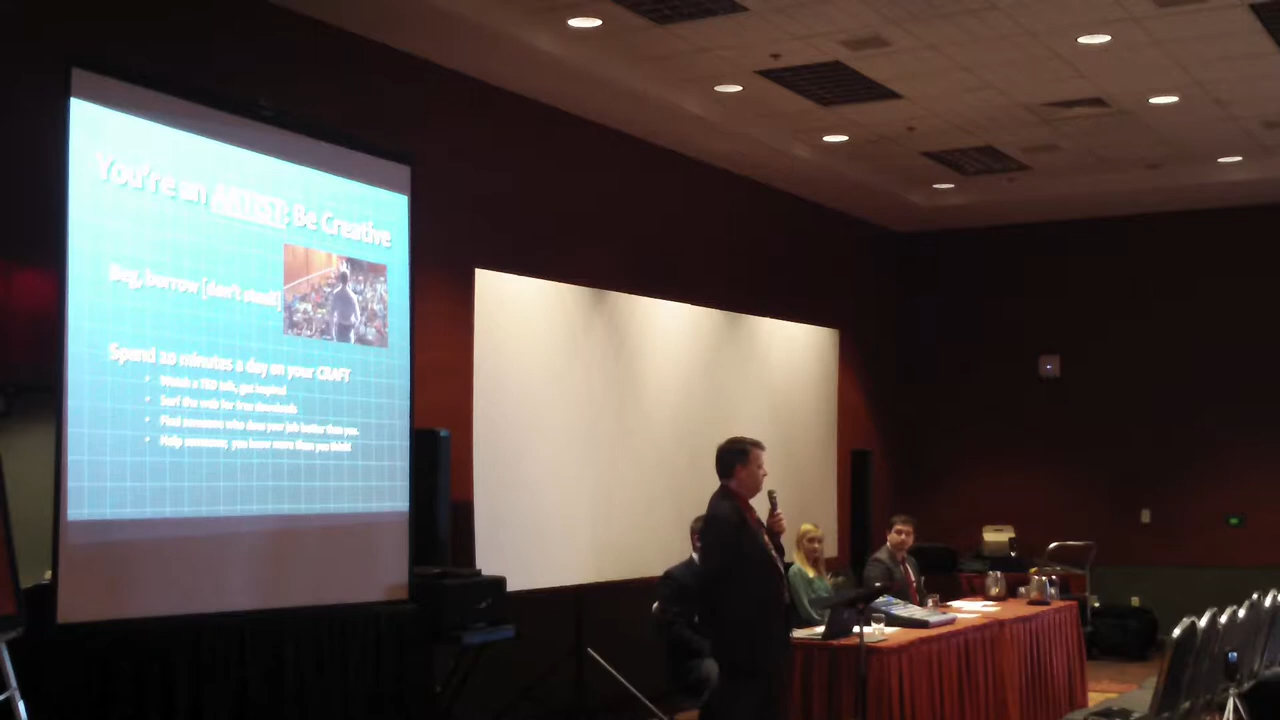 You're an ARTIST: Be Creative
Beg, borrow [don't steal!]
Spend 20 minutes a day on your CRAFT
Watch a TED talk, get inspired
Surf the web for free downloads
Find someone who does your job better than you.
Help someone; you know more than you think!